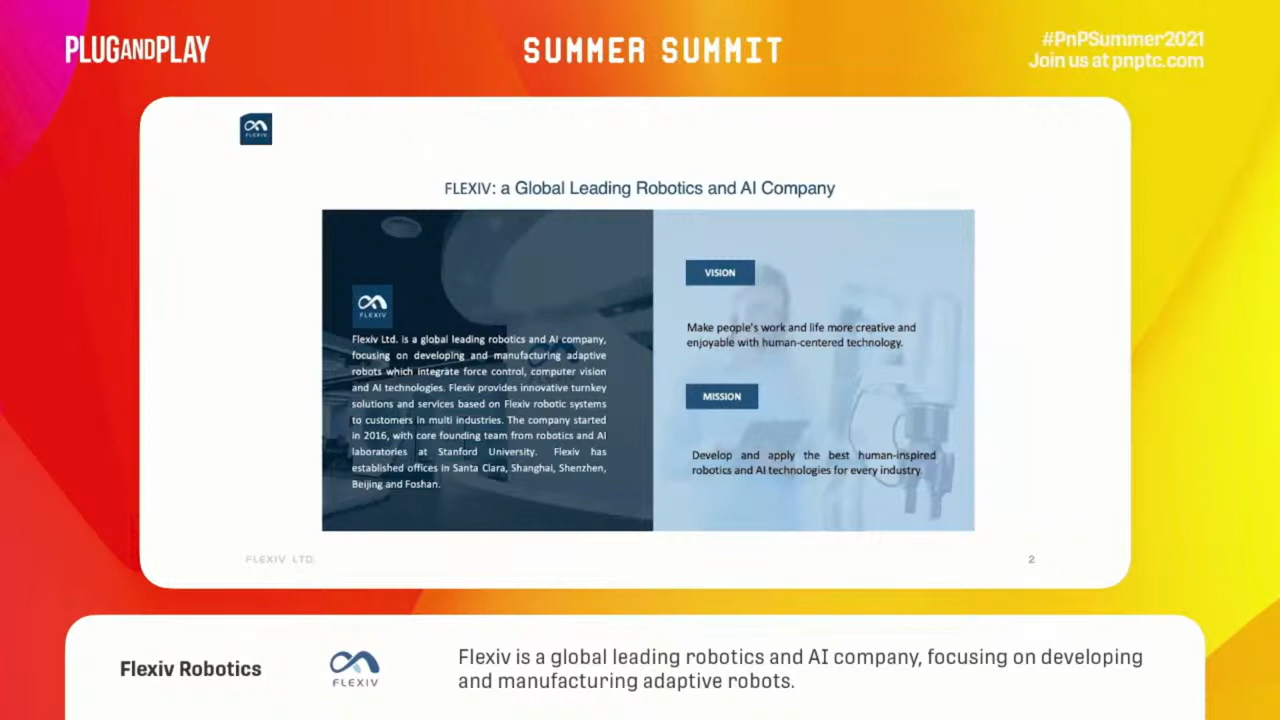 PLUGANDPLAY
SUMMER SUMMIT
#PnPSummer2021
Join us at pnptc.com
FLEXIV
FLEXIV: a Global Leading Robotics and AI Company
FLEXIV
Flexiv Ltd. is a global leading robotics and AI company,
focusing on developing and manufacturing adaptive
robots which integrate force control, computer vision
and AI technologies. Flexiv provides innovative turnkey
solutions and services based on Flexiv robotic systems
to customers in multi industries. The company started
in 2016, with core founding team from robotics and AI
laboratories at Stanford University. Flexiv has
established offices in Santa Clara, Shanghai, Shenzhen,
Beijing and Foshan.
VISION
Make people's work and life more creative and
enjoyable with human-centered technology.
MISSION
Develop and apply the best human-inspired
robotics and AI technologies for every industry.
FLEXIV LTD.
2
Flexiv Robotics
FLEXIV
Flexiv is a global leading robotics and AI company, focusing on developing
and manufacturing adaptive robots.